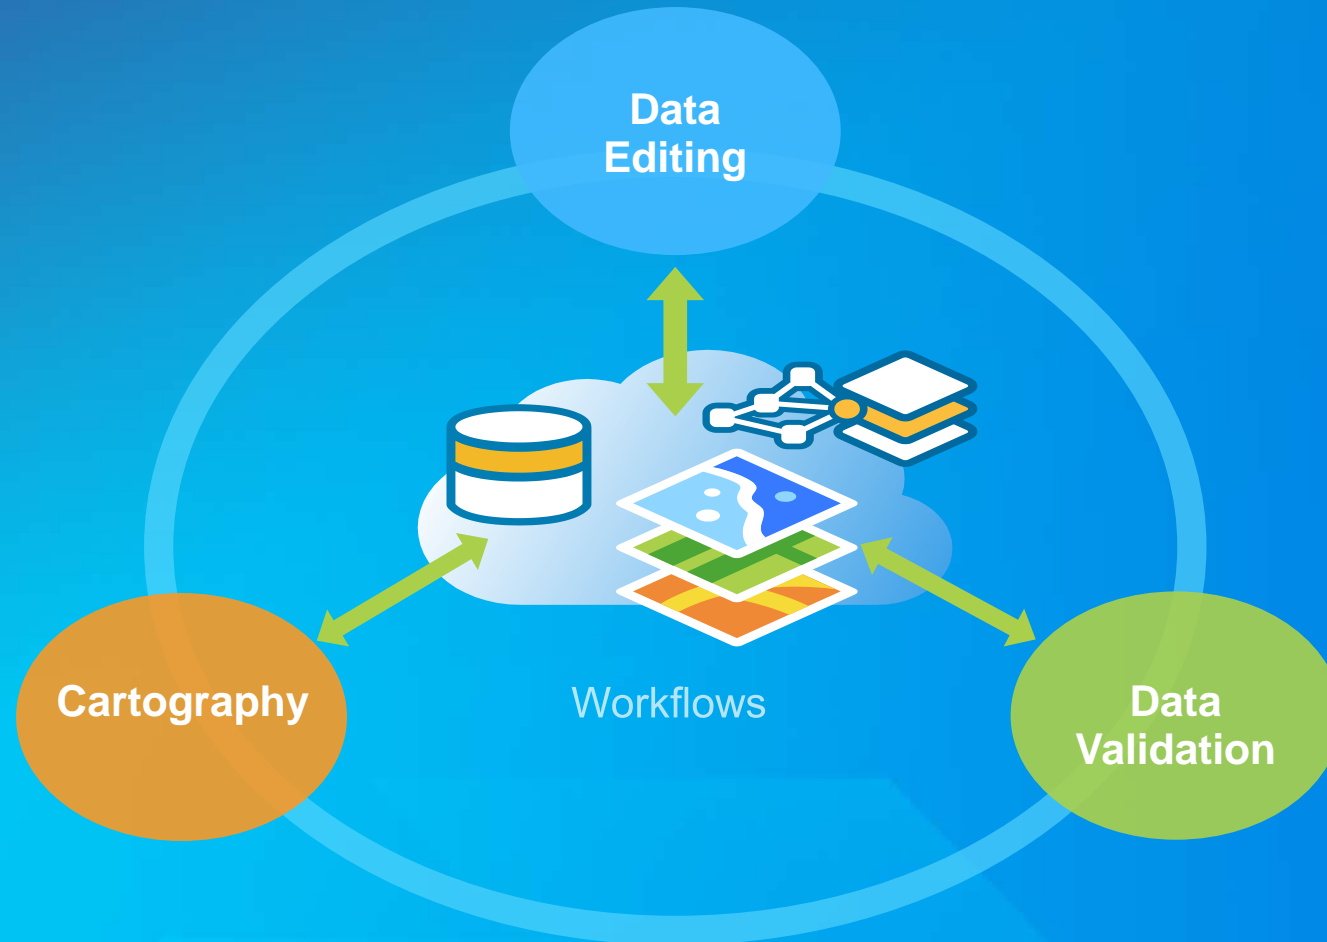 Data
Editing
Cartography
Workflows
Data
Validation